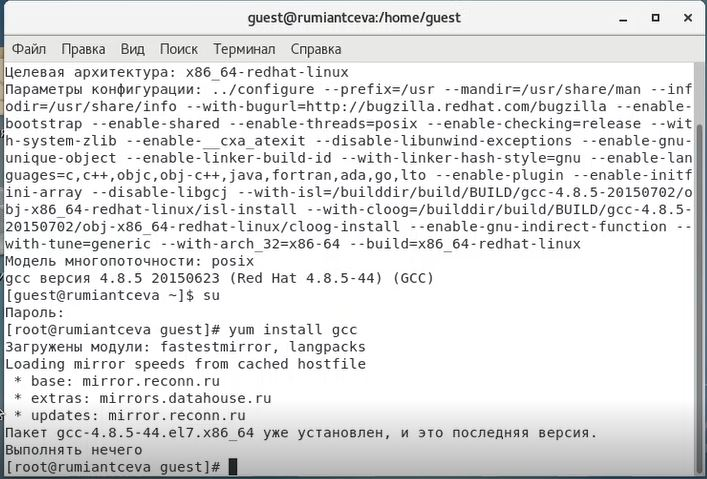 guest@rumiantceva:/home/guest
Файл Правка Вид Поиск Терминал Справка
Целевая архитектура: x86_64-redhat-linux
Параметры конфигурации: ../configure --prefix=/usr --mandir=/usr/share/man --inf
odir=/usr/share/info --with-bugurl=http://bugzilla.redhat.com/bugzilla --enable-
bootstrap --enable-shared --enable-threads=posix --enable-checking=release --wit
h-system-zlib --enable-__cxa_atexit --disable-libunwind-exceptions --enable-gnu-
unique-object --enable-linker-build-id --with-linker-hash-style=gnu --enable-lan
guages=c,c++,objc,obj-c++,java,fortran,ada,go,lto --enable-plugin --enable-initf
ini-array --disable-libgcj --with-isl=/builddir/build/BUILD/gcc-4.8.5-20150702/o
bj-x86_64-redhat-linux/isl-install --with-cloog=/builddir/build/BUILD/gcc-4.8.5-
20150702/obj-x86_64-redhat-linux/cloog-install --enable-gnu-indirect-function --
with-tune=generic --with-arch_32=x86-64 --build=x86_64-redhat-linux
Модель многопоточности: posix
gcc версия 4.8.5 20150623 (Red Hat 4.8.5-44) (GCC)
[guest@rumiantceva ~]$ su
Пароль:
[root@rumiantceva guest]# yum install gcc
Загружены модули: fastestmirror, langpacks
Loading mirror speeds from cached hostfile
 * base: mirror.reconn.ru
 * extras: mirrors.datahouse.ru
 * updates: mirror.reconn.ru
Пакет gcc-4.8.5-44.el7.x86_64 уже установлен, и это последняя версия.
Выполнять нечего
[root@rumiantceva guest]#